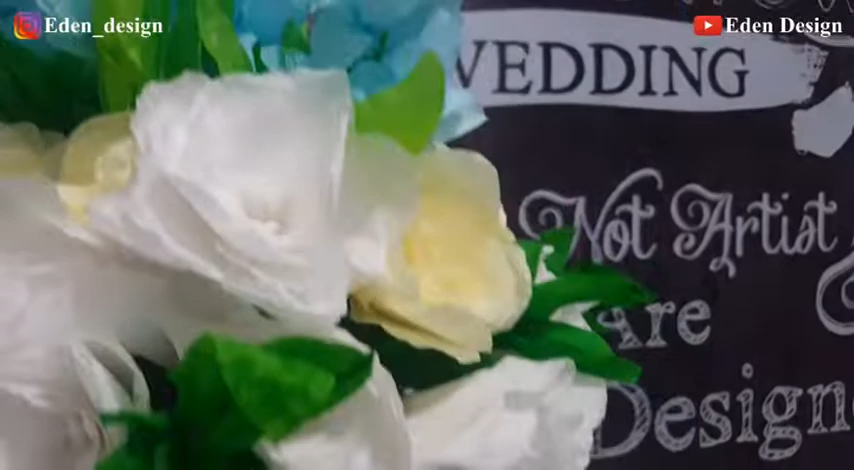 Eden_design
Eden Design
WEDDING
Not Artist
Are
Design